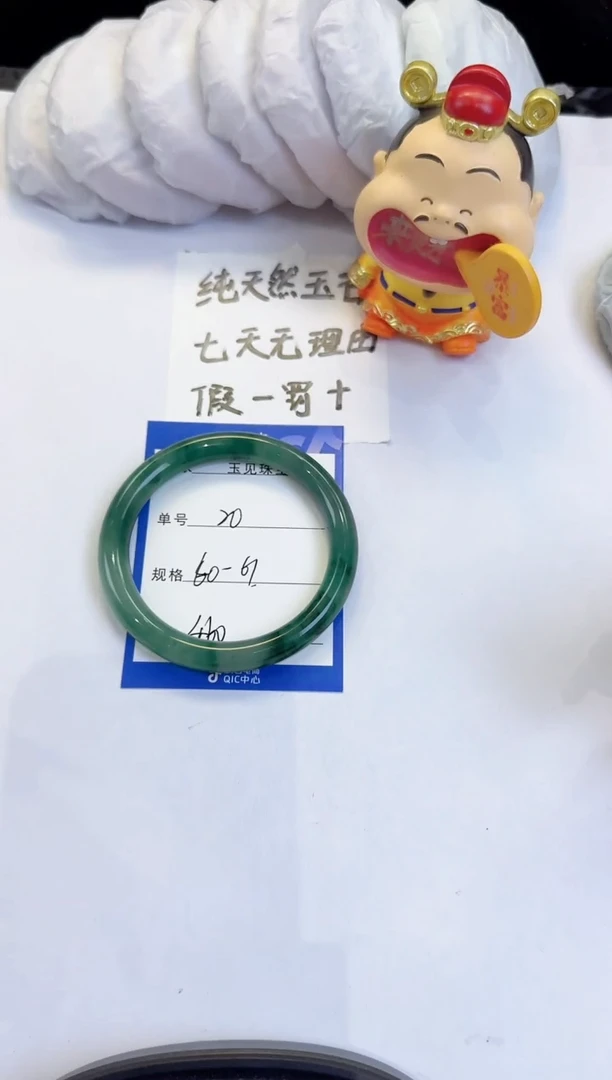 纯天然玉石
七天无理由
假一罚十
玉见珠宝
单号 20
规格 60-61
460
QIC中心